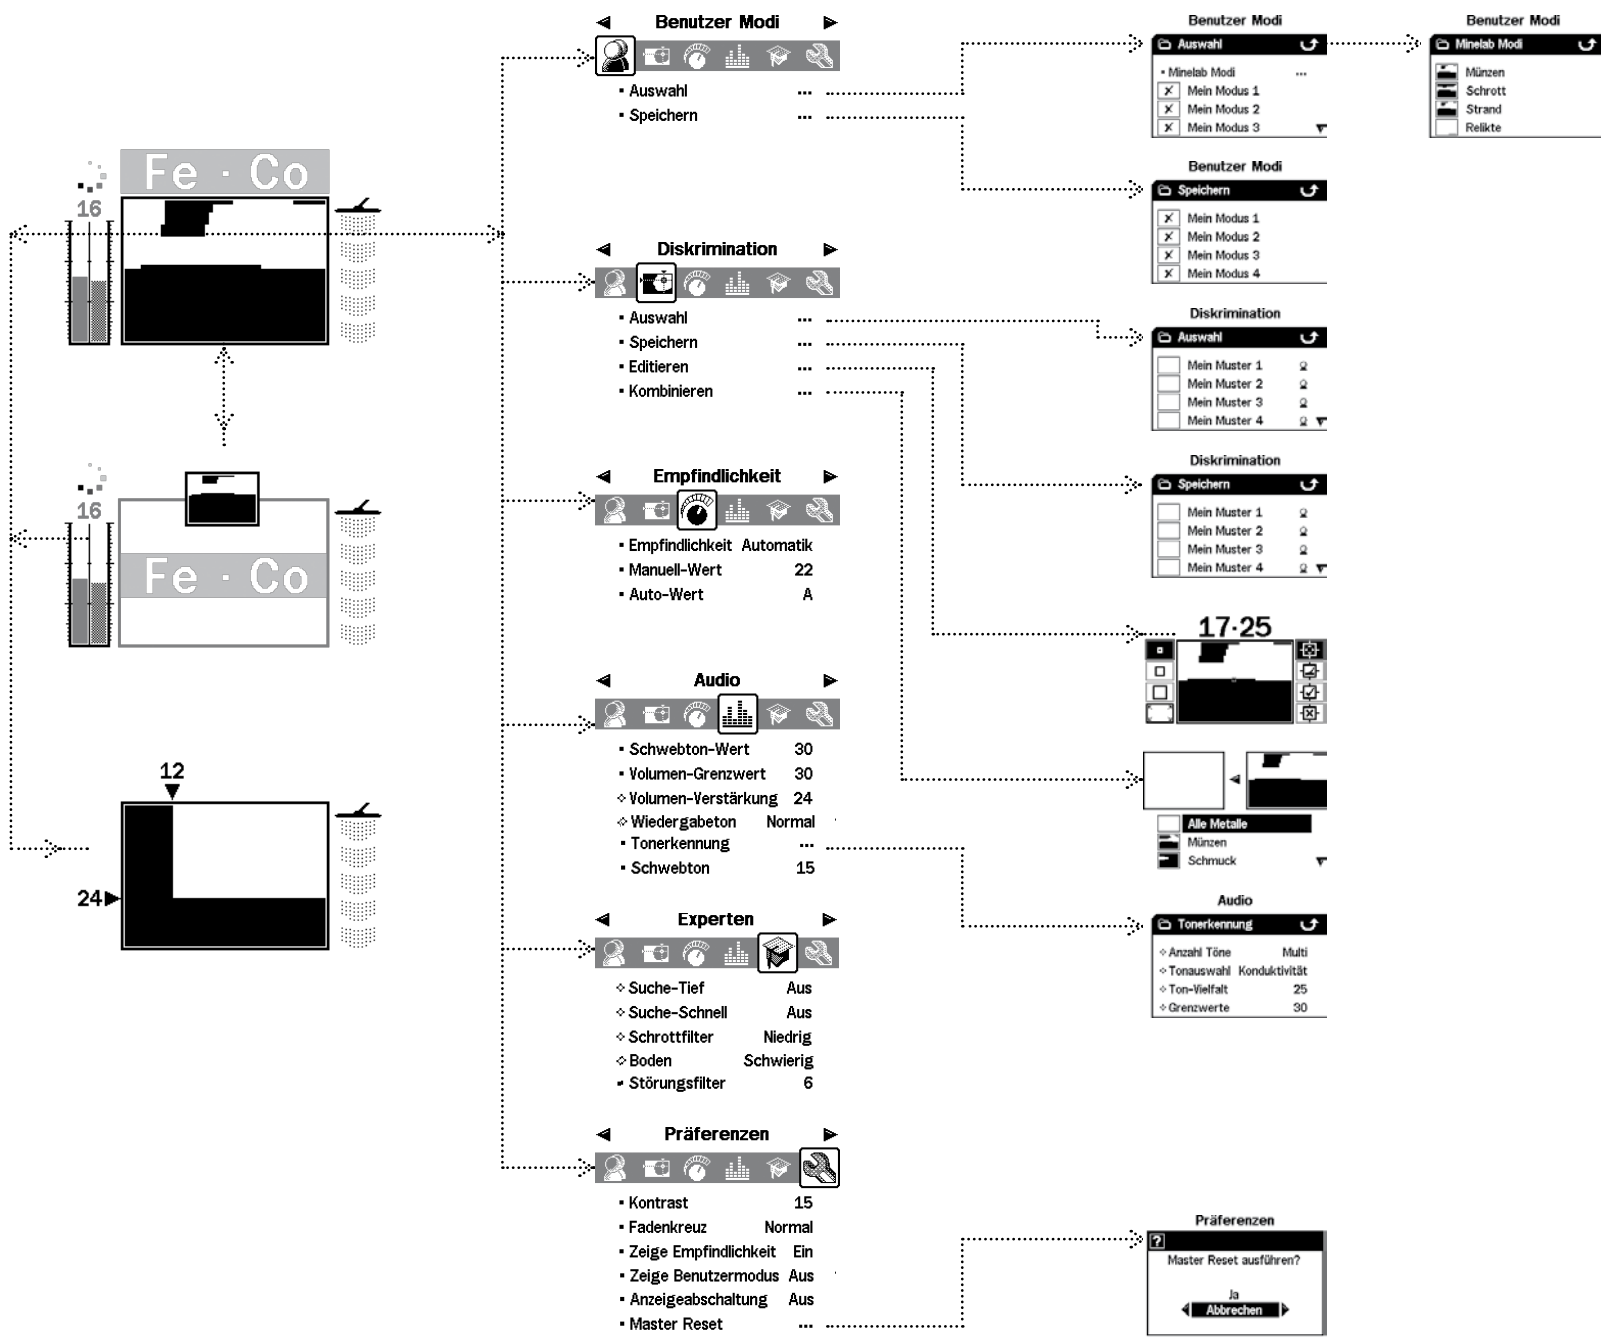 Fe · Co
16
16
Fe · Co
12
24
Benutzer Modi
Auswahl ...
Speichern ...
Diskrimination
Auswahl ...
Speichern ...
Editieren ...
Kombinieren ...
Empfindlichkeit
Empfindlichkeit Automatik
Manuell-Wert 22
Auto-Wert A
Audio
Schwebton-Wert 30
Volumen-Grenzwert 30
Volumen-Verstärkung 24
Wiedergabeton Normal
Tonerkennung ...
Schwebton 15
Experten
Suche-Tief Aus
Suche-Schnell Aus
Schrottfilter Niedrig
Boden Schwierig
Störungsfilter 6
Präferenzen
Kontrast 15
Fadenkreuz Normal
Zeige Empfindlichkeit Ein
Zeige Benutzermodus Aus
Anzeigeabschaltung Aus
Master Reset ...
Benutzer Modi
Auswahl
Minelab Modi ...
Mein Modus 1
Mein Modus 2
Mein Modus 3
Benutzer Modi
Minelab Modi
Münzen
Schrott
Strand
Relikte
Benutzer Modi
Speichern
Mein Modus 1
Mein Modus 2
Mein Modus 3
Mein Modus 4
Diskrimination
Auswahl
Mein Muster 1
Mein Muster 2
Mein Muster 3
Mein Muster 4
Diskrimination
Speichern
Mein Muster 1
Mein Muster 2
Mein Muster 3
Mein Muster 4
17·25
Alle Metalle
Münzen
Schmuck
Audio
Tonerkennung
Anzahl Töne Multi
Tonauswahl Konduktivität
Ton-Vielfalt 25
Grenzwerte 30
Präferenzen
?
Master Reset ausführen?
Ja
Abbrechen